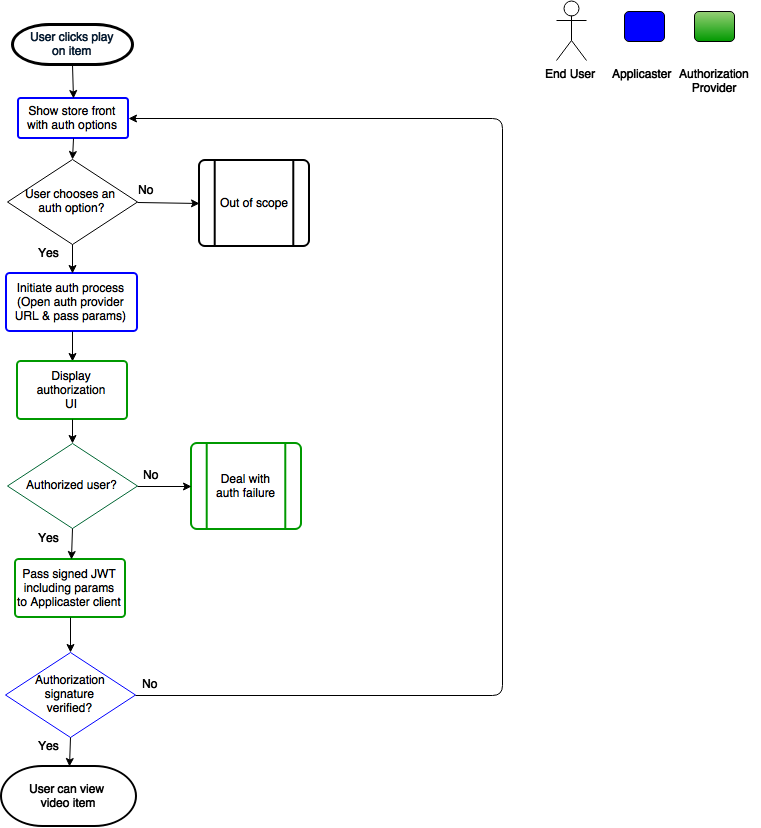 User clicks play
on item
End User
Applicaster
Authorization
Provider
Show store front
with auth options
User chooses an
auth option?
No
Out of scope
Yes
Initiate auth process
(Open auth provider
URL & pass params)
Display
authorization
UI
Authorized user?
No
Deal with
auth failure
Yes
Pass signed JWT
including params
to Applicaster client
Authorization
signature
verified?
No
Yes
User can view
video item